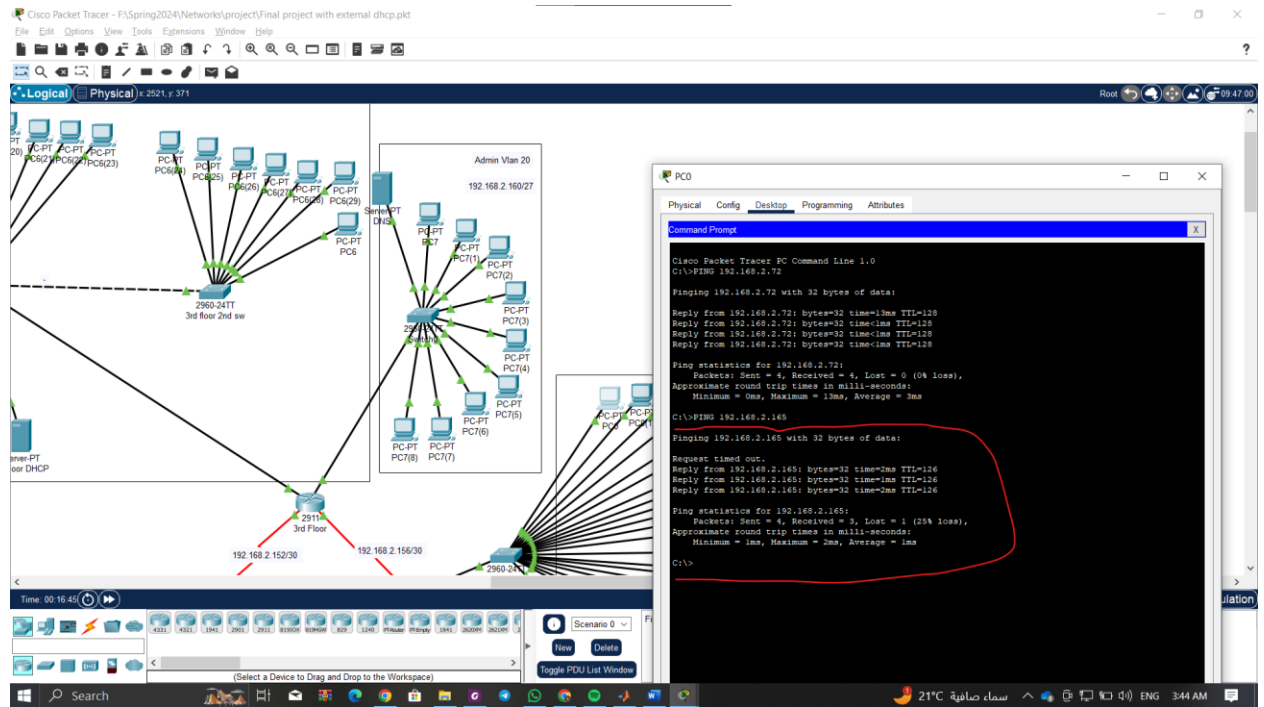 Cisco Packet Tracer - F:\Spring2024\Networks\project\Final project with external dhcp.pkt
File Edit Options View Tools Extensions Window Help
?
Logical Physical x: 2521, y: 371
Root 09:47:00
20) PC-PT PC-PT PC-PT
PC6(21) PC6(23)
PC-PT
PC6(24)
PC-PT
PC6(25)
PC-PT
PC6(26)
PC-PT
PC6(27)
PC-PT
PC6(28)
PC-PT
PC6(29)
PC-PT
PC6
2960-24TT
3rd floor 2nd sw
Admin Vlan 20
192.168.2.160/27
Server-PT
DNS
PC-PT
PC7
PC-PT
PC7(1)
PC-PT
PC7(2)
PC-PT
PC7(3)
PC-PT
PC7(4)
PC-PT
PC7(5)
PC-PT
PC7(6)
PC-PT
PC7(7)
PC-PT
PC7(8)
oor DHCP
2911
3rd Floor
192.168.2.152/30
192.168.2.156/30
2960-24TT
PC-PT
PC0
PC0
Physical Config Desktop Programming Attributes
Command Prompt
X
Cisco Packet Tracer PC Command Line 1.0
C:\>PING 192.168.2.72
Pinging 192.168.2.72 with 32 bytes of data:
Reply from 192.168.2.72: bytes=32 time=13ms TTL=128
Reply from 192.168.2.72: bytes=32 time<1ms TTL=128
Reply from 192.168.2.72: bytes=32 time<1ms TTL=128
Reply from 192.168.2.72: bytes=32 time<1ms TTL=128
Ping statistics for 192.168.2.72:
Packets: Sent = 4, Received = 4, Lost = 0 (0% loss),
Approximate round trip times in milli-seconds:
Minimum = 0ms, Maximum = 13ms, Average = 3ms
C:\>PING 192.168.2.165
Pinging 192.168.2.165 with 32 bytes of data:
Request timed out.
Reply from 192.168.2.165: bytes=32 time=2ms TTL=126
Reply from 192.168.2.165: bytes=32 time=1ms TTL=126
Reply from 192.168.2.165: bytes=32 time=2ms TTL=126
Ping statistics for 192.168.2.165:
Packets: Sent = 4, Received = 3, Lost = 1 (25% loss),
Approximate round trip times in milli-seconds:
Minimum = 1ms, Maximum = 2ms, Average = 1ms
C:\>
Time: 00:16:45
ulation
4331 4321 1941 2901 2911 819IOX 819HGW 829 1240 PT-Router PT-Empty 1841 2620XM 2621XM
Scenario 0
New Delete
Toggle PDU List Window
(Select a Device to Drag and Drop to the Workspace)
Search
21°C سماء صافية
ENG 3:44 AM